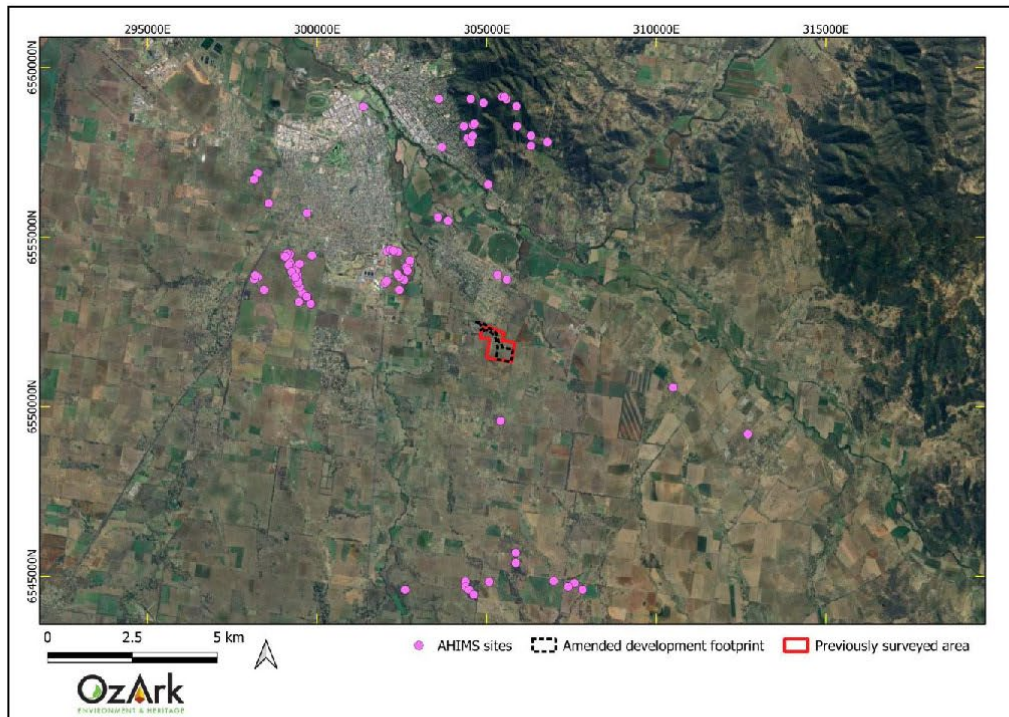 295000E 300000E 305000E 310000E 315000E
6560000N
6555000N
6550000N
6545000N
0 2.5 5 km
AHIMS sites Amended development footprint Previously surveyed area
OzArk
ENVIRONMENT & HERITAGE